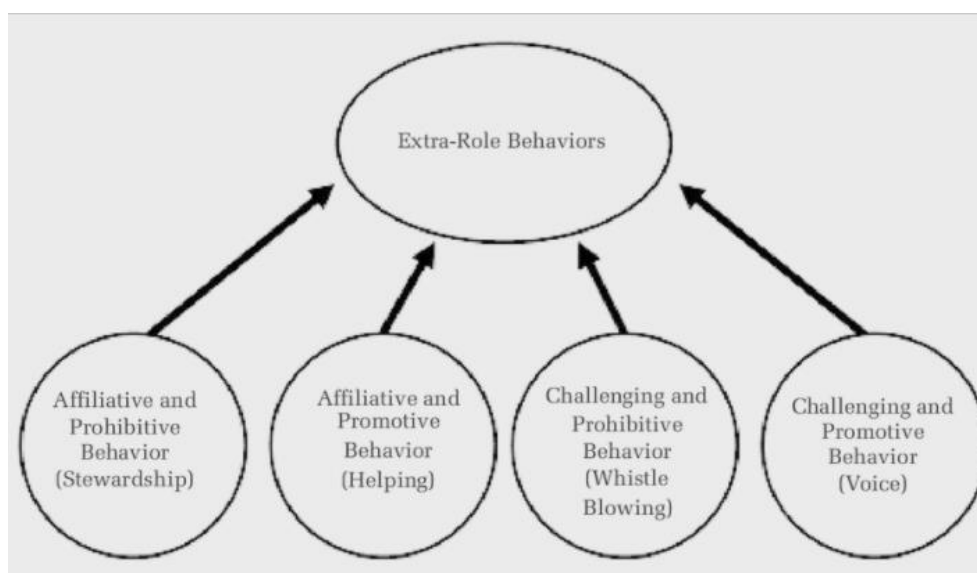 Extra-Role Behaviors
Affiliative and
Prohibitive
Behavior
(Stewardship)
Affiliative and
Promotive
Behavior
(Helping)
Challenging and
Prohibitive
Behavior
(Whistle
Blowing)
Challenging and
Promotive
Behavior
(Voice)